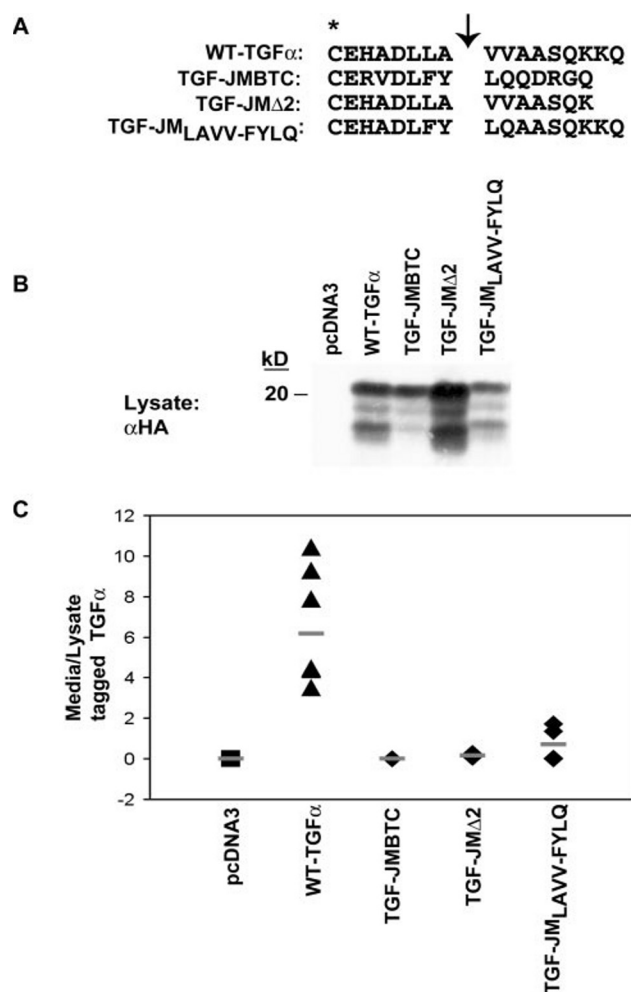 A
*
WT-TGFα: CEHADLLA VVAASQKKQ
TGF-JMBTC: CERVDLFY LQQDRGQ
TGF-JMΔ2: CEHADLLA VVAASQK
TGF-JMLAVV-FYLQ: CEHADLFY LQAASQKKQ
B
pcDNA3
WT-TGFα
TGF-JMBTC
TGF-JMΔ2
TGF-JMLAVV-FYLQ
kD
20
Lysate:
αHA
C
Media/Lysate
tagged TGFα
12
10
8
6
4
2
0
-2
pcDNA3
WT-TGFα
TGF-JMBTC
TGF-JMΔ2
TGF-JMLAVV-FYLQ